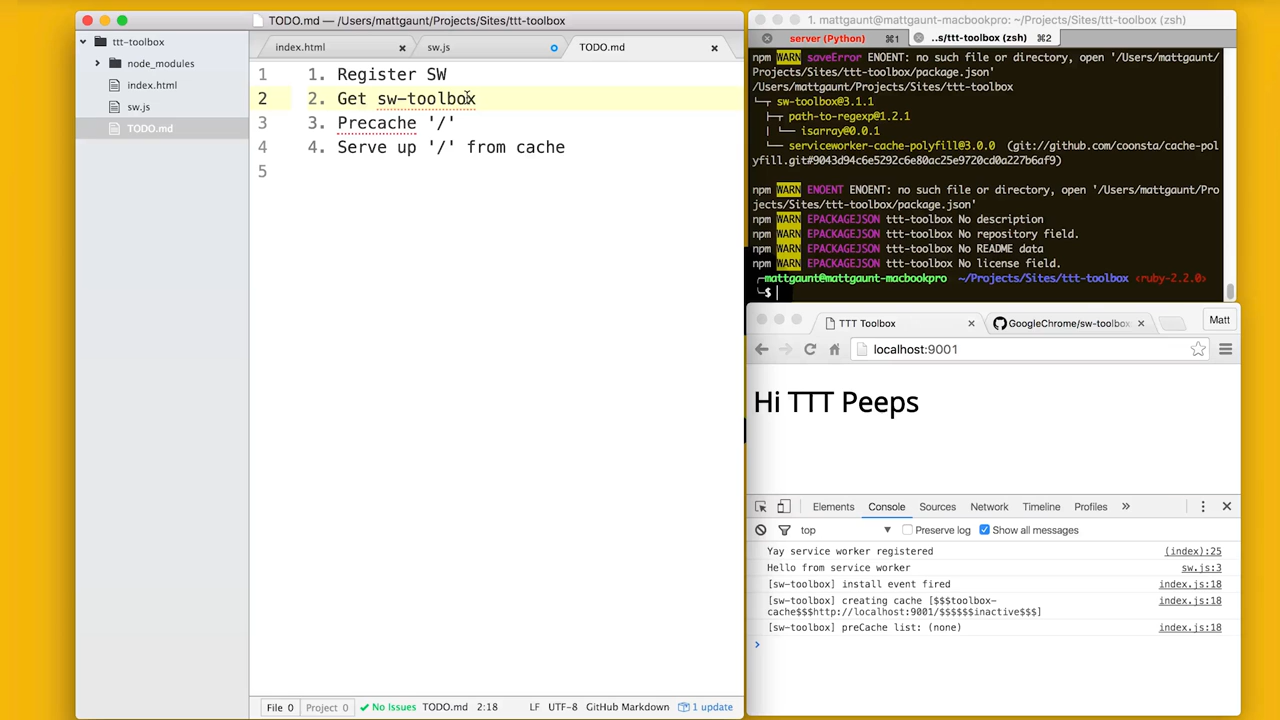 TODO.md — /Users/mattgaunt/Projects/Sites/ttt-toolbox
ttt-toolbox
node_modules
index.html
sw.js
TODO.md
index.html
sw.js
TODO.md
1 1. Register SW
2 2. Get sw-toolbox
3 3. Precache '/'
4 4. Serve up '/' from cache
5
File 0 Project 0 No Issues TODO.md 2:18 LF UTF-8 GitHub Markdown 1 update
1. mattgaunt@mattgaunt-macbookpro: ~/Projects/Sites/ttt-toolbox (zsh)
server (Python) ⌘1 ..s/ttt-toolbox (zsh) ⌘2
npm WARN saveError ENOENT: no such file or directory, open '/Users/mattgaunt/
Projects/Sites/ttt-toolbox/package.json'
/Users/mattgaunt/Projects/Sites/ttt-toolbox
└─┬ sw-toolbox@3.1.1
├─┬ path-to-regexp@1.2.1
│ └── isarray@0.0.1
└── serviceworker-cache-polyfill@3.0.0 (git://github.com/coonsta/cache-pol
yfill.git#9043d94c6e5292c6e80ac25e9720cd0a227b6af9)
npm WARN ENOENT ENOENT: no such file or directory, open '/Users/mattgaunt/Pro
jects/Sites/ttt-toolbox/package.json'
npm WARN EPACKAGEJSON ttt-toolbox No description
npm WARN EPACKAGEJSON ttt-toolbox No repository field.
npm WARN EPACKAGEJSON ttt-toolbox No README data
npm WARN EPACKAGEJSON ttt-toolbox No license field.
╭─mattgaunt@mattgaunt-macbookpro ~/Projects/Sites/ttt-toolbox ‹ruby-2.2.0›
╰─$
TTT Toolbox GoogleChrome/sw-toolbox: Matt
localhost:9001
Hi TTT Peeps
Elements Console Sources Network Timeline Profiles »
top Preserve log Show all messages
Yay service worker registered (index):25
Hello from service worker sw.js:3
[sw-toolbox] install event fired index.js:18
[sw-toolbox] creating cache [$$$toolbox- index.js:18
cache$$$http://localhost:9001/$$$$$$inactive$$$]
[sw-toolbox] preCache list: (none) index.js:18
>